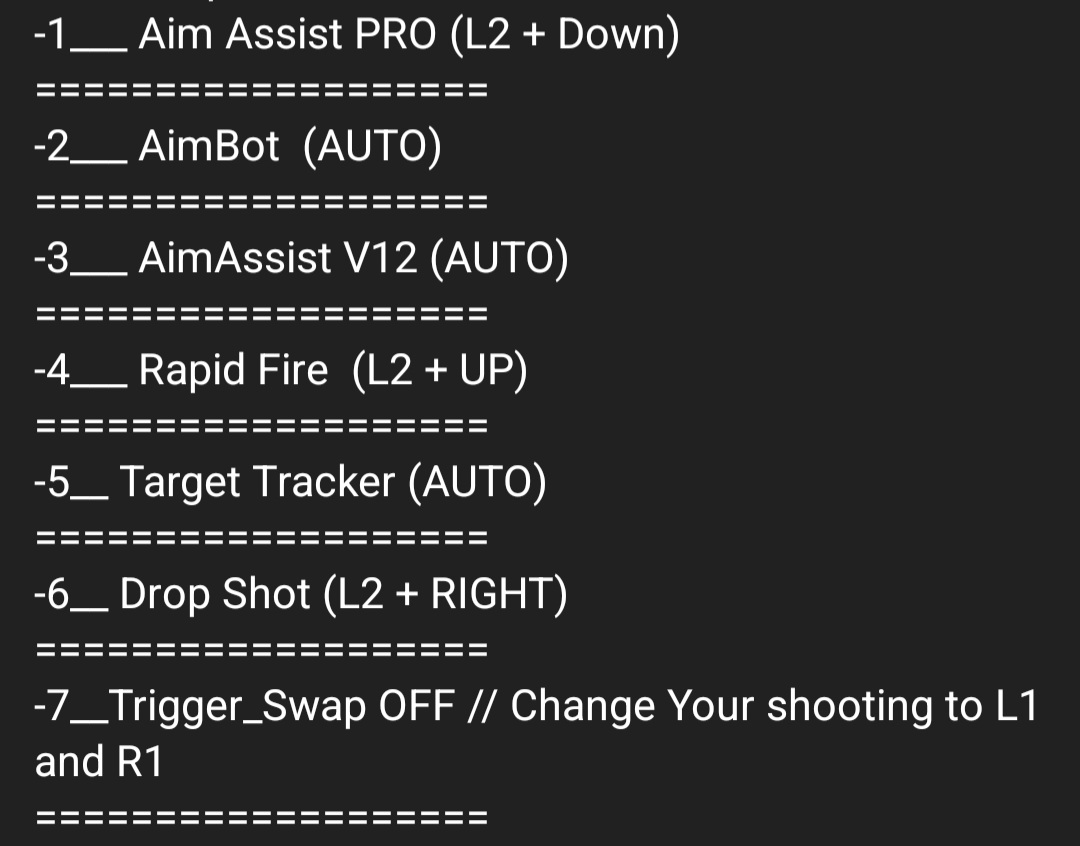 -1___ Aim Assist PRO (L2 + Down)
===================
-2___ AimBot  (AUTO)
===================
-3___ AimAssist V12 (AUTO)
===================
-4___ Rapid Fire  (L2 + UP)
===================
-5__ Target Tracker (AUTO)
===================
-6__ Drop Shot (L2 + RIGHT)
===================
-7__Trigger_Swap OFF // Change Your shooting to L1
and R1
===================